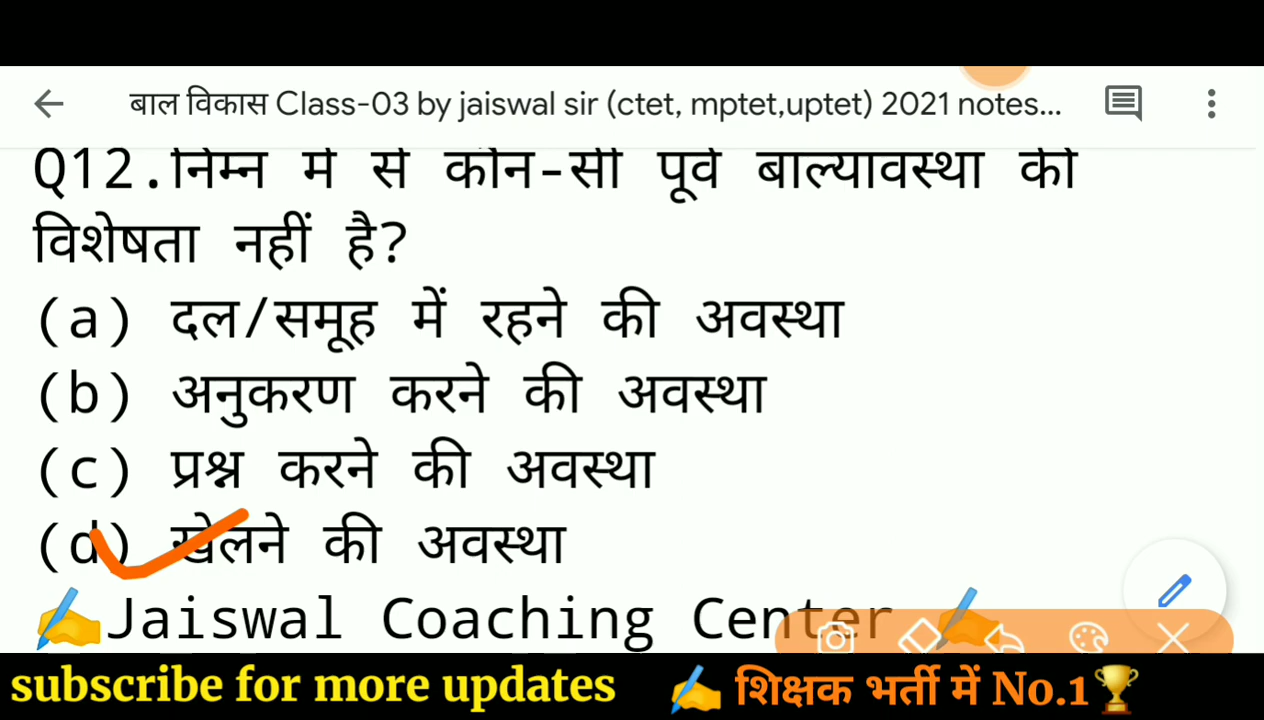 बाल विकास Class-03 by jaiswal sir (ctet, mptet,uptet) 2021 notes...
Q12.निम्न में से कौन-सी पूर्व बाल्यावस्था की
विशेषता नहीं है?
(a) दल/समूह में रहने की अवस्था
(b) अनुकरण करने की अवस्था
(c) प्रश्न करने की अवस्था
(d) खेलने की अवस्था
✍️Jaiswal Coaching Center ✍️
subscribe for more updates ✍️ शिक्षक भर्ती में No.1🏆